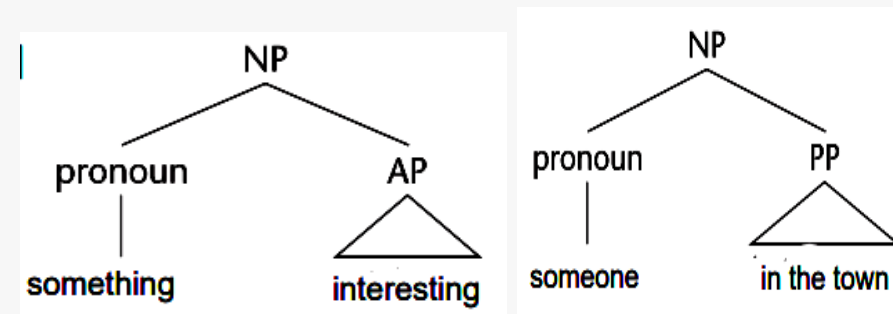 NP
pronoun AP
something interesting
NP
pronoun PP
someone in the town